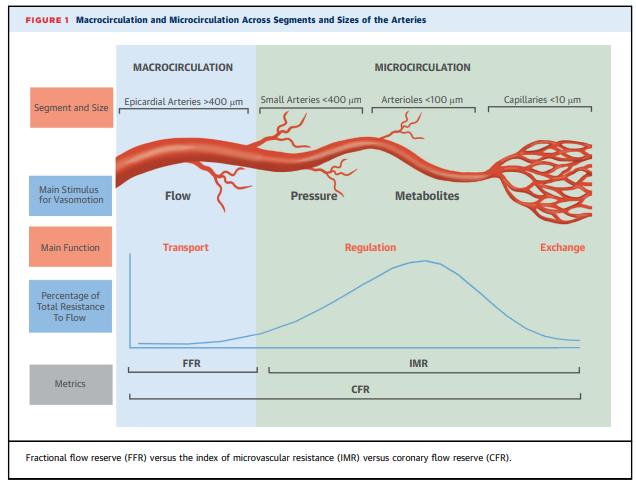 FIGURE 1 Macrocirculation and Microcirculation Across Segments and Sizes of the Arteries
MACROCIRCULATION
MICROCIRCULATION
Segment and Size
Epicardial Arteries >400 μm
Small Arteries <400 μm
Arterioles <100 μm
Capillaries <10 μm
Main Stimulus
for Vasomotion
Flow
Pressure
Metabolites
Main Function
Transport
Regulation
Exchange
Percentage of
Total Resistance
To Flow
Metrics
FFR
IMR
CFR
Fractional flow reserve (FFR) versus the index of microvascular resistance (IMR) versus coronary flow reserve (CFR).